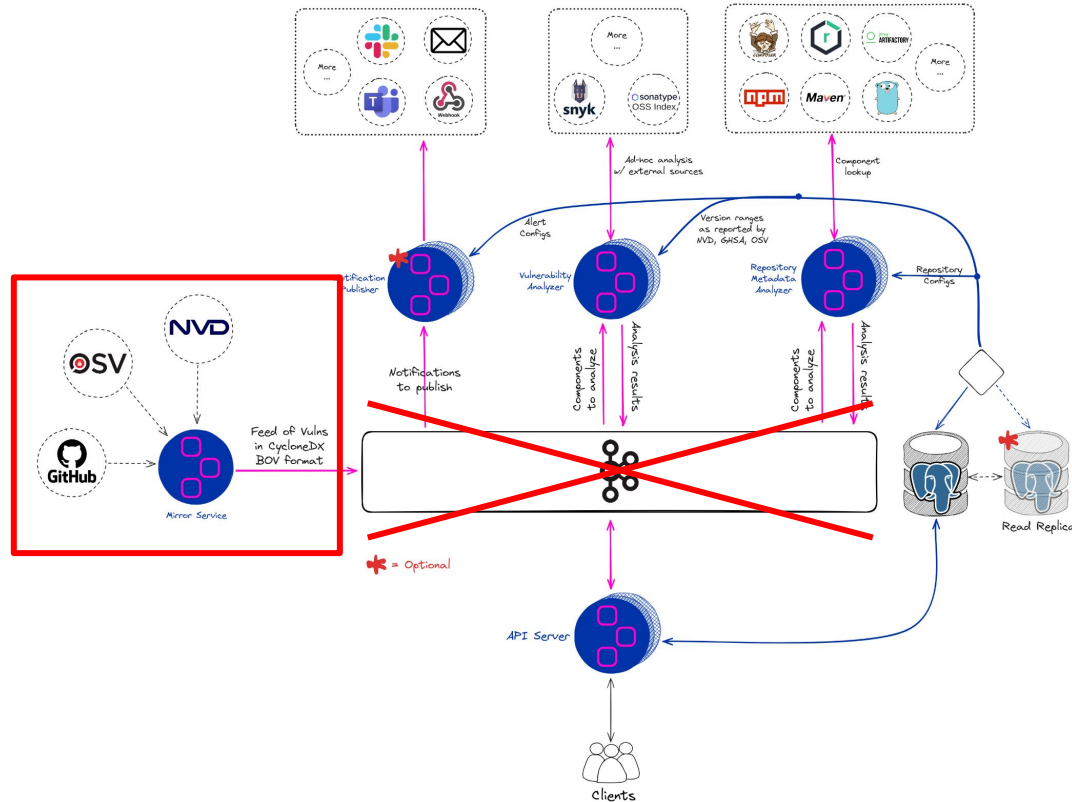 More
...
Webhook
More
...
snyk
sonatype
OSS Index
ARTIFACTORY
More
...
npm
Maven
Ad-hoc analysis
w/ external sources
Component
lookup
Alert
Configs
Version ranges
as reported by
NVD, GHSA, OSV
tification
Publisher
Vulnerability
Analyzer
Repository
Metadata
Analyzer
Repository
Configs
NVD
OSV
GitHub
Mirror Service
Feed of Vulns
in CycloneDX
BOV format
Notifications
to publish
Components
to analyze
Analysis results
Components
to analyze
Analysis results
Read Replica
* = Optional
API Server
Clients